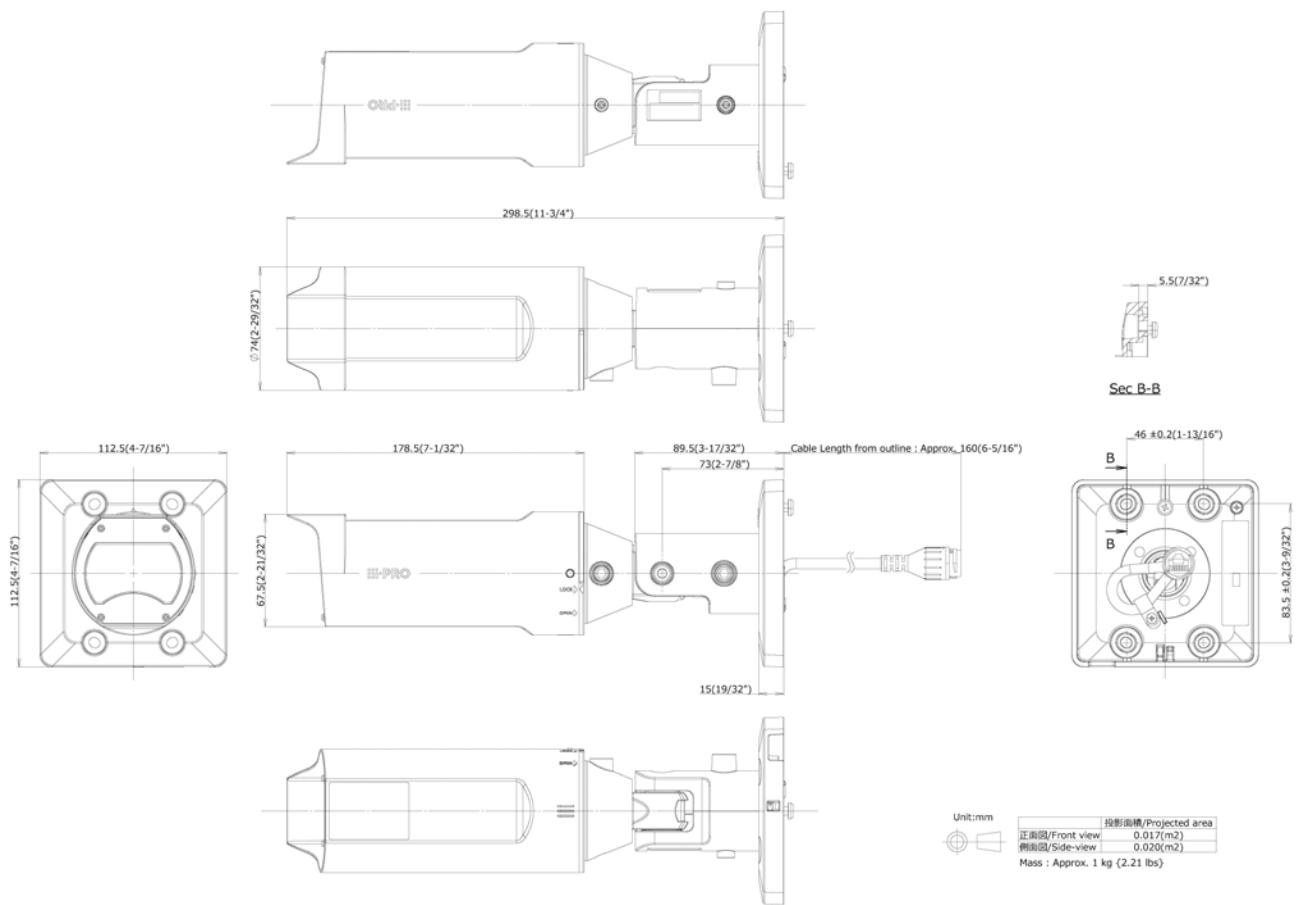 i-PRO
298.5(11-3/4")
∅74(2-29/32")
5.5(7/32")
Sec B-B
112.5(4-7/16")
178.5(7-1/32")
89.5(3-17/32")
Cable Length from outline : Approx. 160(6-5/16")
73(2-7/8")
46 ±0.2(1-13/16")
B
B
112.5(4-7/16")
67.5(2-21/32")
i-PRO
LOCK
OPEN
83.5 ±0.2(3-9/32")
15(19/32")
OPEN
Unit:mm
投影面積/Projected area
正面図/Front view 0.017(m2)
側面図/Side-view 0.020(m2)
Mass : Approx. 1 kg {2.21 lbs}